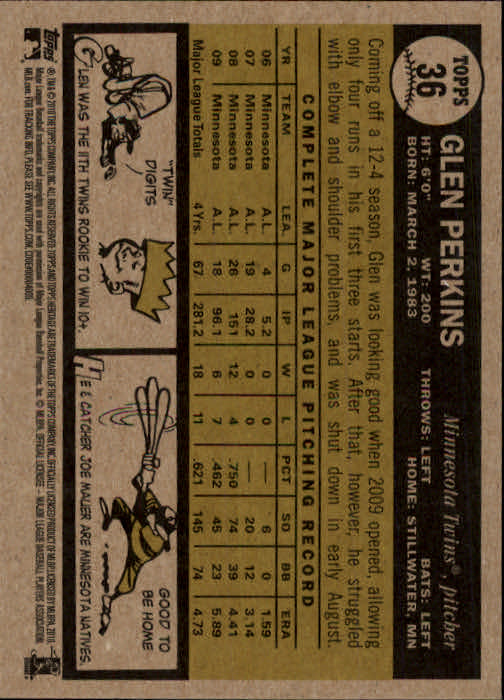 TOPPS
36
GLEN PERKINS
Minnesota Twins®, pitcher
HT: 6'0" WT: 200 THROWS: LEFT BATS: LEFT
BORN: MARCH 2, 1983 HOME: STILLWATER, MN
Coming off a 12-4 season, Glen was looking good when 2009 opened, allowing
only four runs in his first three starts. After that, however, he struggled
with elbow and shoulder problems, and was shut down in early August.
COMPLETE MAJOR LEAGUE PITCHING RECORD
YR TEAM LEA. G IP W L PCT SO BB ERA
06 Minnesota A.L. 4 5.2 0 0 — 6 0 1.59
07 Minnesota A.L. 19 28.2 0 0 — 20 12 3.14
08 Minnesota A.L. 26 151 12 4 .750 74 39 4.41
09 Minnesota A.L. 18 96.1 6 7 .462 45 23 5.89
Major League Totals 4 Yrs. 67 281.2 18 11 .621 145 74 4.73
"TWIN"
DIGITS
GLEN WAS THE 11TH TWINS ROOKIE TO WIN 10+.
GOOD TO
BE HOME
HE & CATCHER JOE MAUER ARE MINNESOTA NATIVES.
Topps